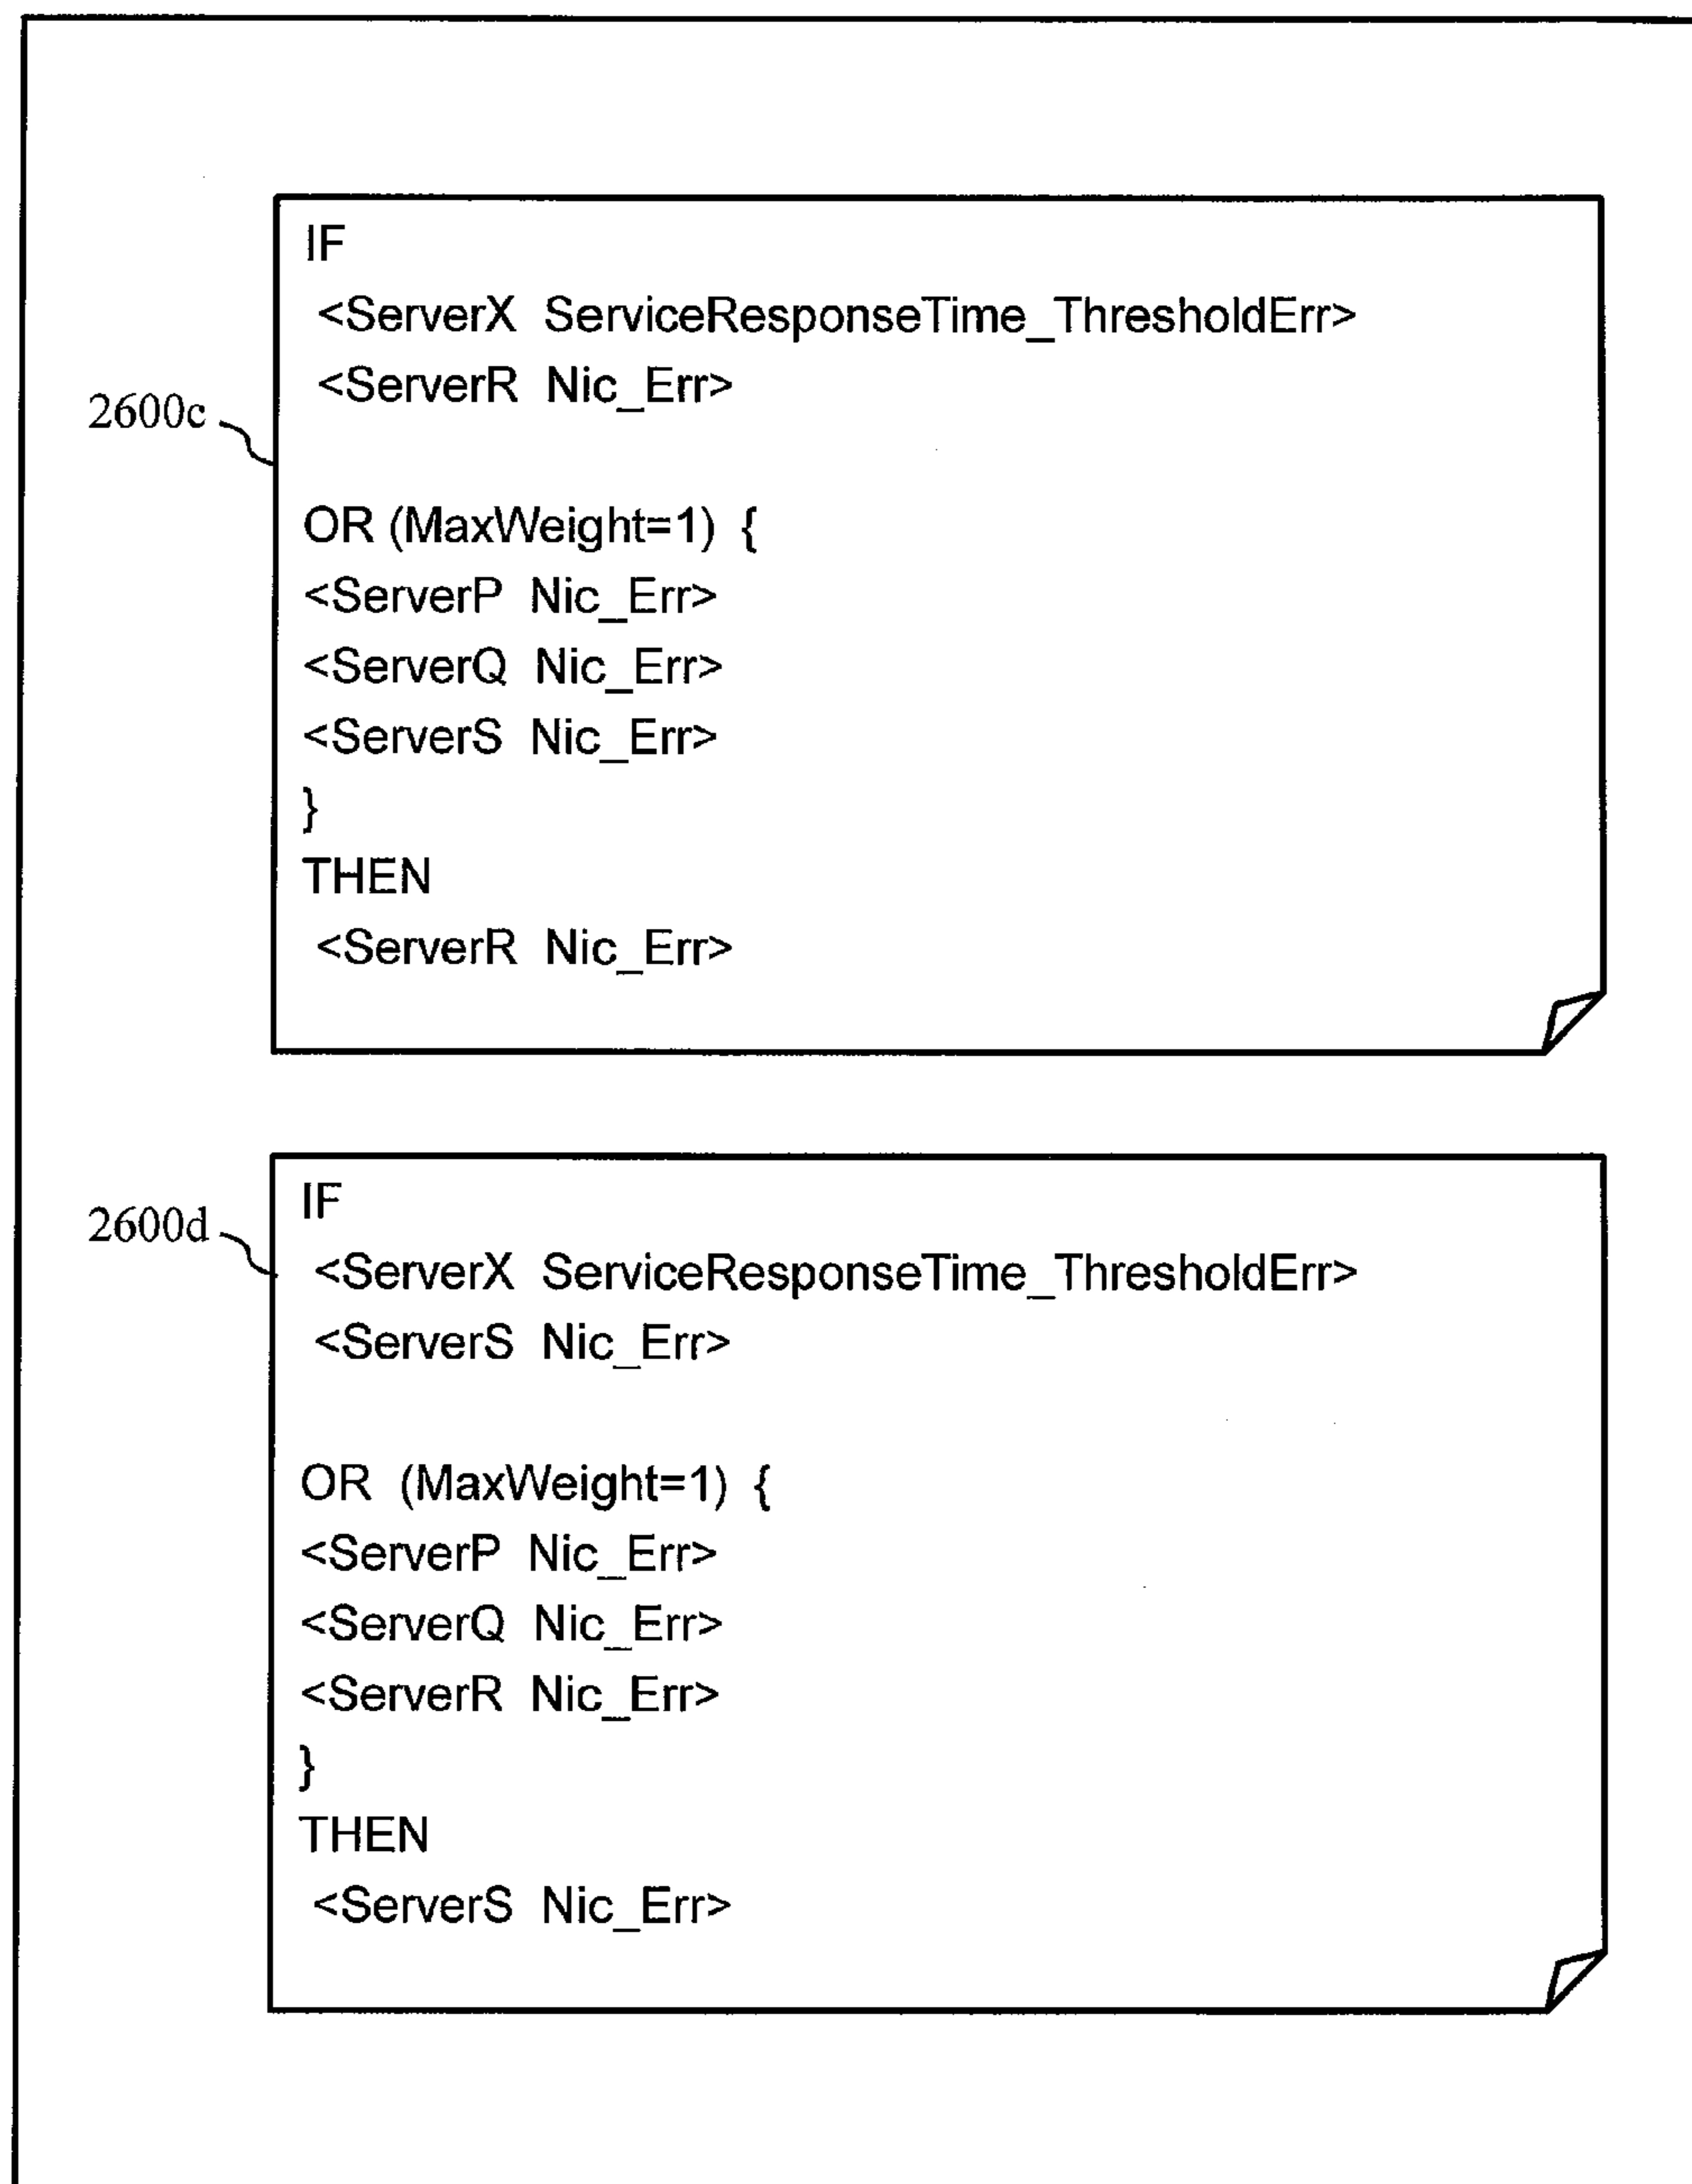 IF
<ServerX ServiceResponseTime_ThresholdErr>
<ServerR Nic_Err>
2600c
OR (MaxWeight=1) {
<ServerP Nic_Err>
<ServerQ Nic_Err>
<ServerS Nic_Err>
}
THEN
<ServerR Nic_Err>
2600d
IF
<ServerX ServiceResponseTime_ThresholdErr>
<ServerS Nic_Err>
OR (MaxWeight=1) {
<ServerP Nic_Err>
<ServerQ Nic_Err>
<ServerR Nic_Err>
}
THEN
<ServerS Nic_Err>